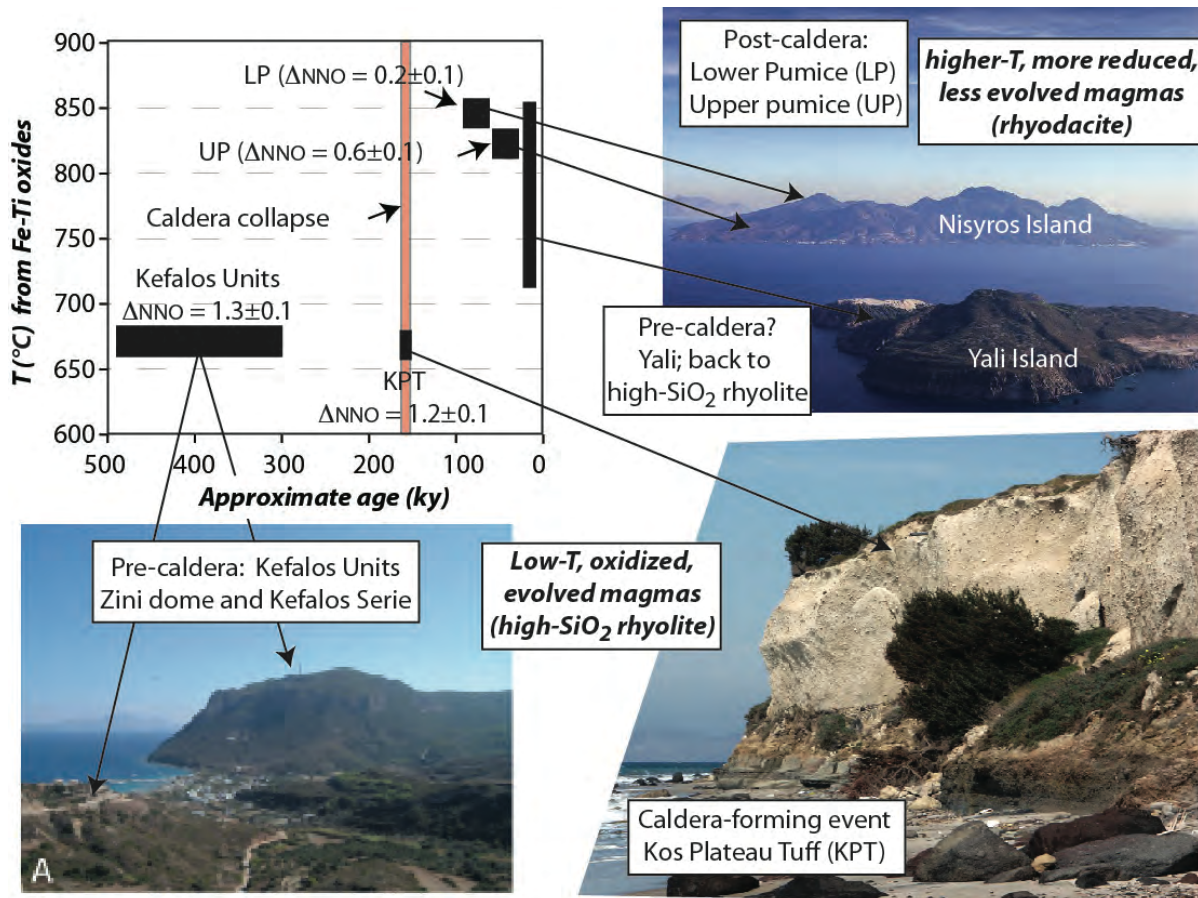 900
850
800
750
700
650
600
T(°C) from Fe-Ti oxides
500
400
300
200
100
0
Approximate age (ky)
LP (ΔNNO = 0.2±0.1)
UP (ΔNNO = 0.6±0.1)
Caldera collapse
Kefalos Units
ΔNNO = 1.3±0.1
KPT
ΔNNO = 1.2±0.1
Post-caldera:
Lower Pumice (LP)
Upper pumice (UP)
higher-T, more reduced,
less evolved magmas
(rhyodacite)
Nisyros Island
Pre-caldera?
Yali; back to
high-SiO2 rhyolite
Yali Island
Pre-caldera: Kefalos Units
Zini dome and Kefalos Serie
Low-T, oxidized,
evolved magmas
(high-SiO2 rhyolite)
Caldera-forming event
Kos Plateau Tuff (KPT)
A